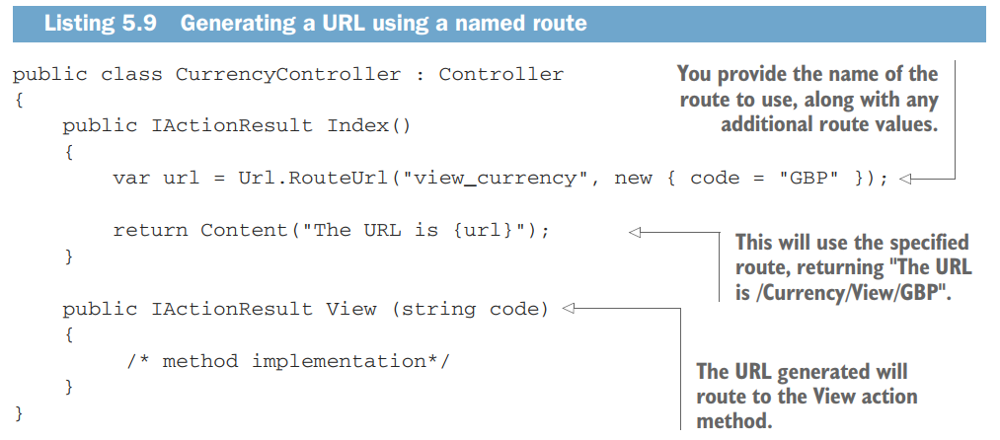 Listing 5.9 Generating a URL using a named route
public class CurrencyController : Controller
{
public IActionResult Index()
{
var url = Url.RouteUrl("view_currency", new { code = "GBP" });
You provide the name of the
route to use, along with any
additional route values.
return Content("The URL is {url}");
}
This will use the specified
route, returning "The URL
is /Currency/View/GBP".
public IActionResult View (string code)
{
/* method implementation*/
}
}
The URL generated will
route to the View action
method.